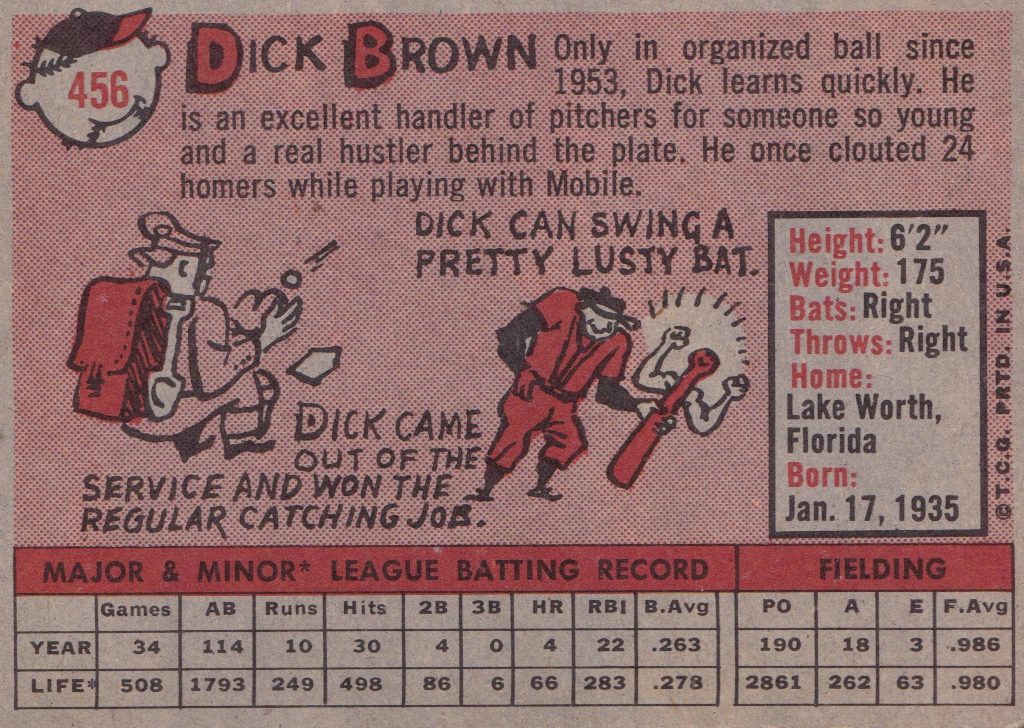 456
DICK BROWN Only in organized ball since
1953, Dick learns quickly. He
is an excellent handler of pitchers for someone so young
and a real hustler behind the plate. He once clouted 24
homers while playing with Mobile.
DICK CAN SWING A
PRETTY LUSTY BAT.
DICK CAME
OUT OF THE
SERVICE AND WON THE
REGULAR CATCHING JOB.
Height: 6'2"
Weight: 175
Bats: Right
Throws: Right
Home:
Lake Worth,
Florida
Born:
Jan. 17, 1935
© T.C.G. PRTD. IN U.S.A.
MAJOR & MINOR* LEAGUE BATTING RECORD FIELDING
Games AB Runs Hits 2B 3B HR RBI B.Avg PO A E F.Avg
YEAR 34 114 10 30 4 0 4 22 .263 190 18 3 .986
LIFE* 508 1793 249 498 86 6 66 283 .278 2861 262 63 .980